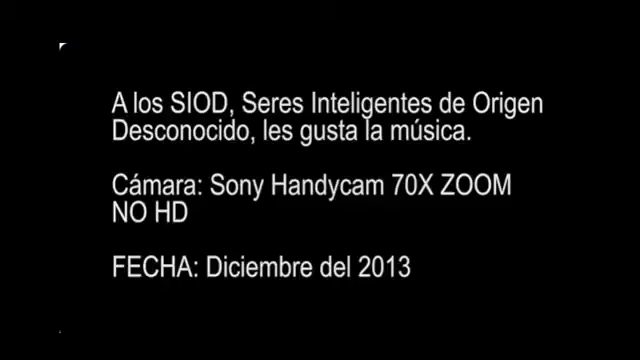 A los SIOD, Seres Inteligentes de Origen
Desconocido, les gusta la música.
Cámara: Sony Handycam 70X ZOOM
NO HD
FECHA: Diciembre del 2013